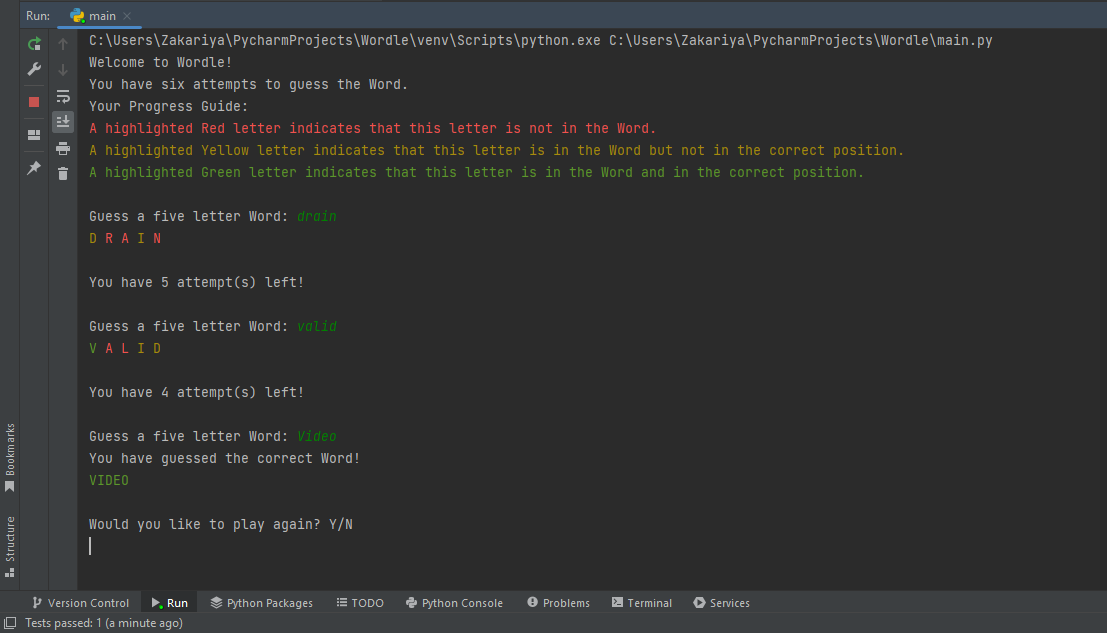 Run: main
C:\Users\Zakariya\PycharmProjects\Wordle\venv\Scripts\python.exe C:\Users\Zakariya\PycharmProjects\Wordle\main.py
Welcome to Wordle!
You have six attempts to guess the Word.
Your Progress Guide:
A highlighted Red letter indicates that this letter is not in the Word.
A highlighted Yellow letter indicates that this letter is in the Word but not in the correct position.
A highlighted Green letter indicates that this letter is in the Word and in the correct position.
Guess a five letter Word: drain
D R A I N
You have 5 attempt(s) left!
Guess a five letter Word: valid
V A L I D
You have 4 attempt(s) left!
Guess a five letter Word: Video
You have guessed the correct Word!
VIDEO
Would you like to play again? Y/N
Bookmarks
Structure
Version Control Run Python Packages TODO Python Console Problems Terminal Services
Tests passed: 1 (a minute ago)